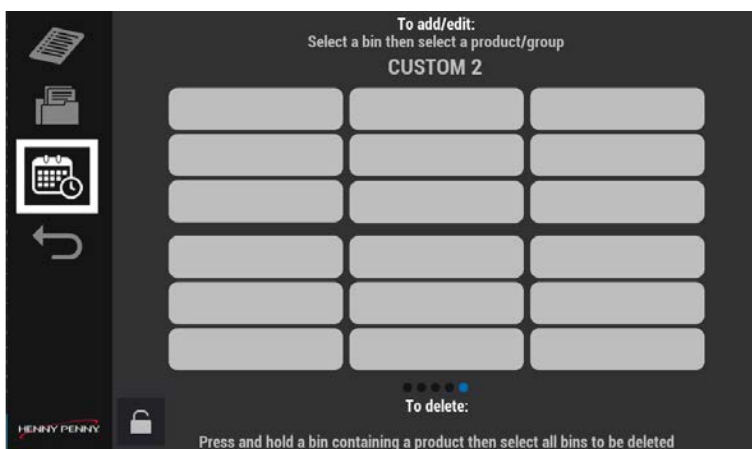 To add/edit:
Select a bin then select a product/group
CUSTOM 2
To delete:
HENNY PENNY
Press and hold a bin containing a product then select all bins to be deleted